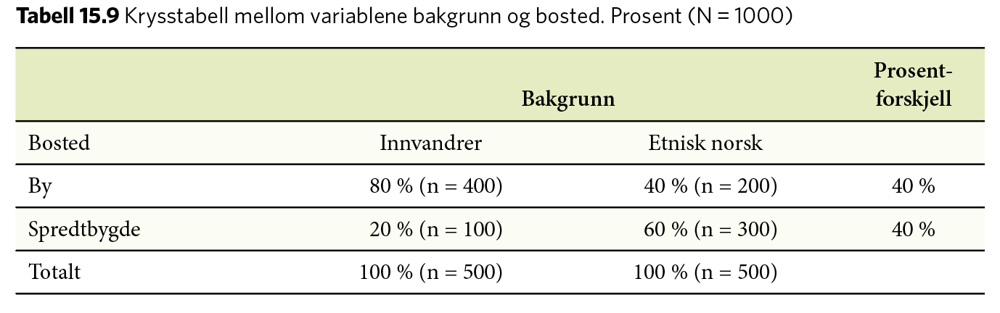 Tabell 15.9 Krysstabell mellom variablene bakgrunn og bosted. Prosent (N = 1000)
Bakgrunn Prosent-
forskjell
Bosted Innvandrer Etnisk norsk
By 80 % (n = 400) 40 % (n = 200) 40 %
Spredtbygde 20 % (n = 100) 60 % (n = 300) 40 %
Totalt 100 % (n = 500) 100 % (n = 500)